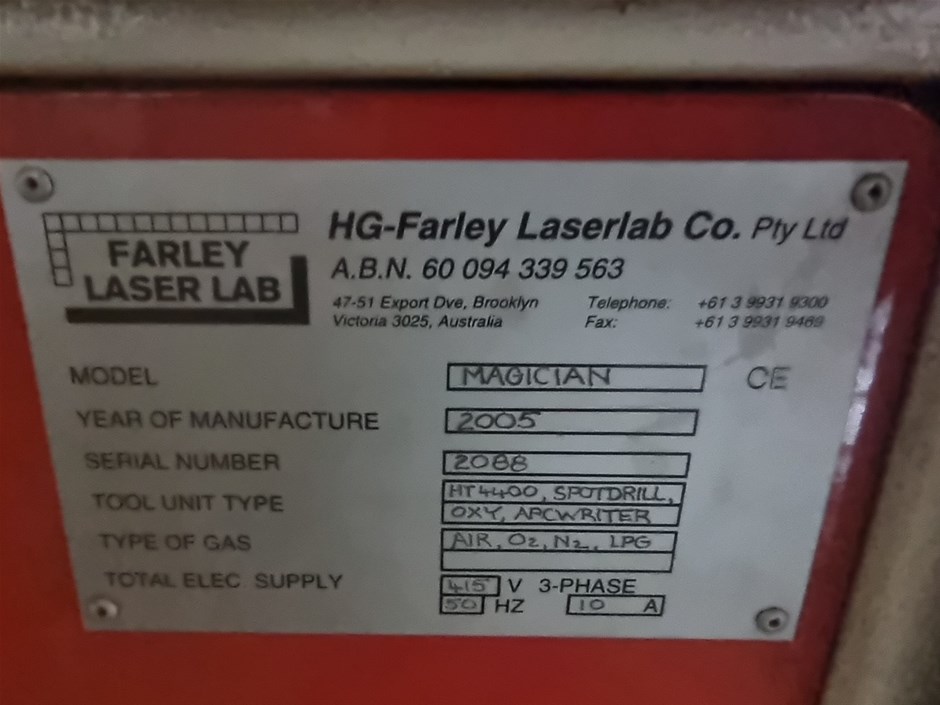 FARLEY
LASER LAB
HG-Farley Laserlab Co. Pty Ltd
A.B.N. 60 094 339 563
47-51 Export Dve, Brooklyn Telephone: +61 3 9931 9300
Victoria 3025, Australia Fax: +61 3 9931 9469
MODEL MAGICIAN CE
YEAR OF MANUFACTURE 2005
SERIAL NUMBER 2088
TOOL UNIT TYPE HT4400, SPOTDRILL,
OXY, ARCWRITER
TYPE OF GAS AIR, O2, N2, LPG
TOTAL ELEC SUPPLY 415 V 3-PHASE
50 HZ 10 A